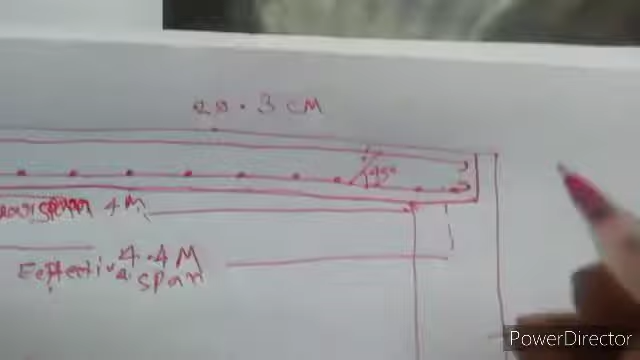 20.3 CM
45°
span 4 M
Effective 4.4 M
span
PowerDirector